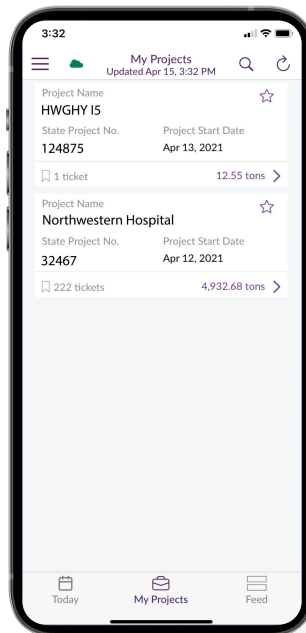 3:32
My Projects
Updated Apr 15, 3:32 PM
Project Name
HWGHY I5
State Project No. Project Start Date
124875 Apr 13, 2021
1 ticket 12.55 tons
Project Name
Northwestern Hospital
State Project No. Project Start Date
32467 Apr 12, 2021
222 tickets 4,932.68 tons
Today My Projects Feed